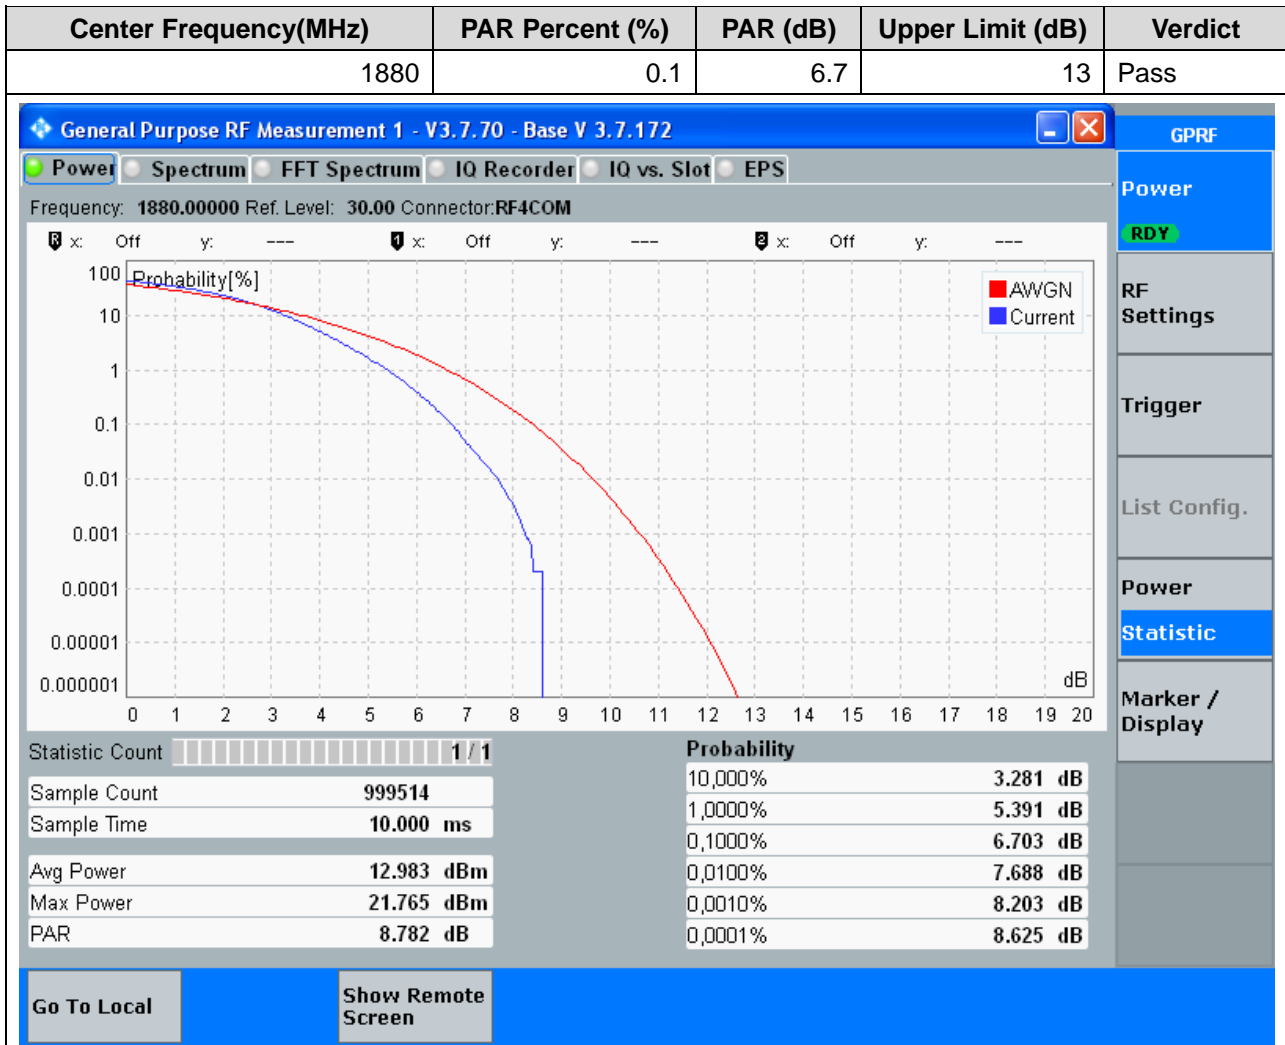 Center Frequency(MHz) PAR Percent (%) PAR (dB) Upper Limit (dB) Verdict
1880 0.1 6.7 13 Pass
General Purpose RF Measurement 1 - V3.7.70 - Base V 3.7.172
GPRF
Power Spectrum FFT Spectrum IQ Recorder IQ vs. Slot EPS
Power
RDY
Frequency: 1880.00000 Ref. Level: 30.00 Connector:RF4COM
R x: Off y: --- 1 x: Off y: --- 2 x: Off y: ---
Probability[%]
AWGN
Current
100
10
1
0.1
0.01
0.001
0.0001
0.00001
0.000001
dB
0 1 2 3 4 5 6 7 8 9 10 11 12 13 14 15 16 17 18 19 20
RF
Settings
Trigger
List Config.
Power
Statistic
Marker /
Display
Statistic Count 1 / 1
Sample Count 999514
Sample Time 10.000 ms
Avg Power 12.983 dBm
Max Power 21.765 dBm
PAR 8.782 dB
Probability
10,000% 3.281 dB
1,0000% 5.391 dB
0,1000% 6.703 dB
0,0100% 7.688 dB
0,0010% 8.203 dB
0,0001% 8.625 dB
Go To Local
Show Remote
Screen